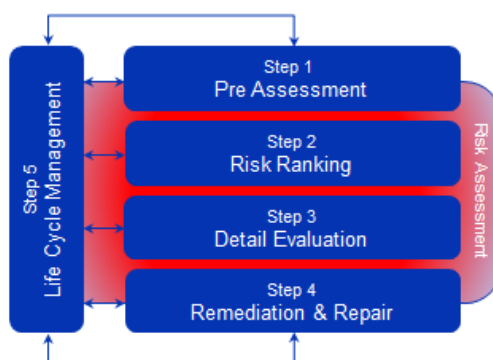 Step 5
Life Cycle Management
Step 1
Pre Assessment
Step 2
Risk Ranking
Step 3
Detail Evaluation
Step 4
Remediation & Repair
Risk Assessment